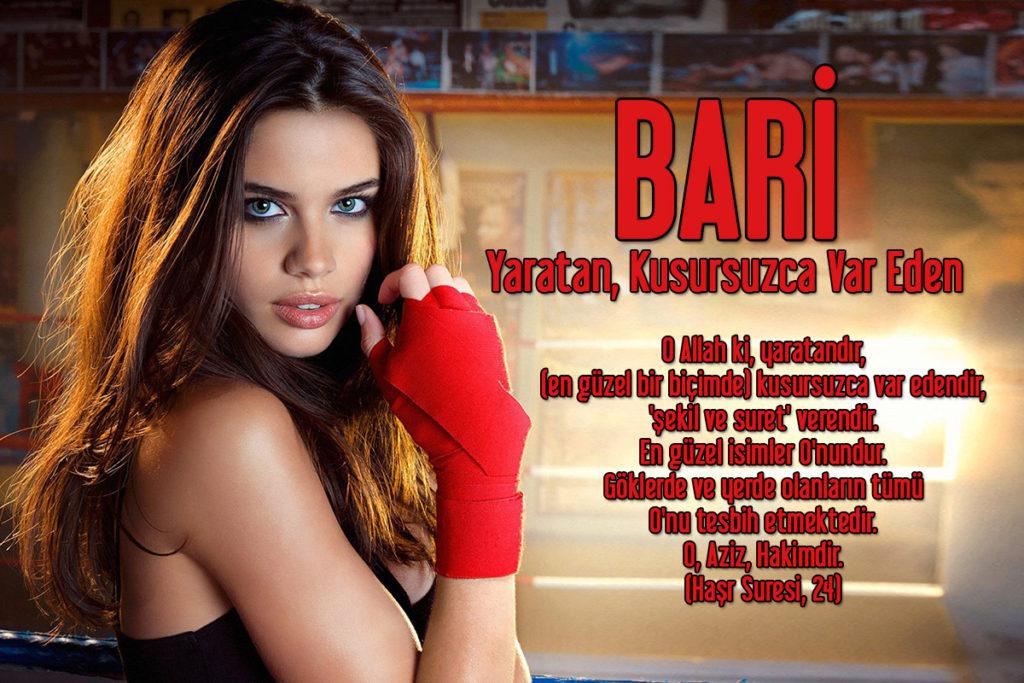 BARİ
Yaratan, Kusursuzca Var Eden
O Allah ki, yaratandır,
(en güzel bir biçimde) kusursuzca var edendir,
'şekil ve suret' verendir.
En güzel isimler O'nundur.
Göklerde ve yerde olanların tümü
O'nu tesbih etmektedir.
O, Aziz, Hakimdir.
(Haşr Suresi, 24)